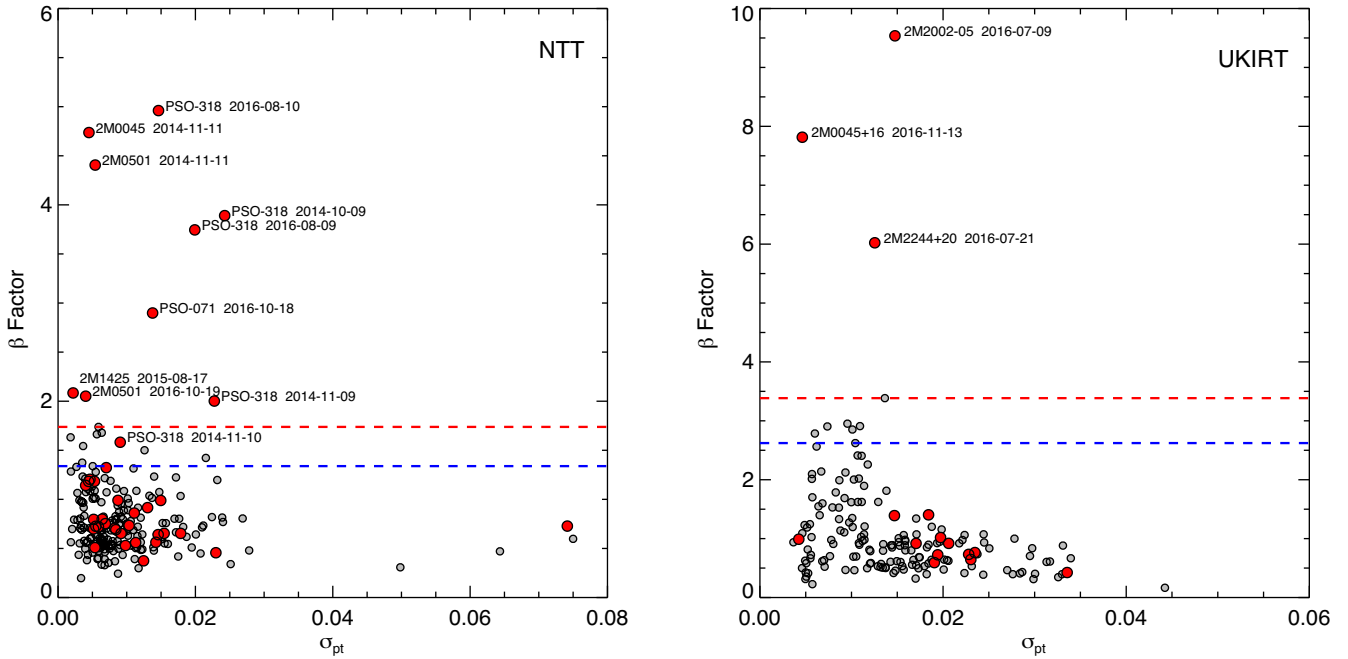 NTT
6
4
2
0
β Factor
PSO-318 2016-08-10
2M0045 2014-11-11
2M0501 2014-11-11
PSO-318 2014-10-09
PSO-318 2016-08-09
PSO-071 2016-10-18
2M1425 2015-08-17
2M0501 2016-10-19
PSO-318 2014-11-09
PSO-318 2014-11-10
0.00 0.02 0.04 0.06 0.08
σpt
UKIRT
10
8
6
4
2
0
β Factor
2M2002-05 2016-07-09
2M0045+16 2016-11-13
2M2244+20 2016-07-21
0.00 0.02 0.04 0.06
σpt